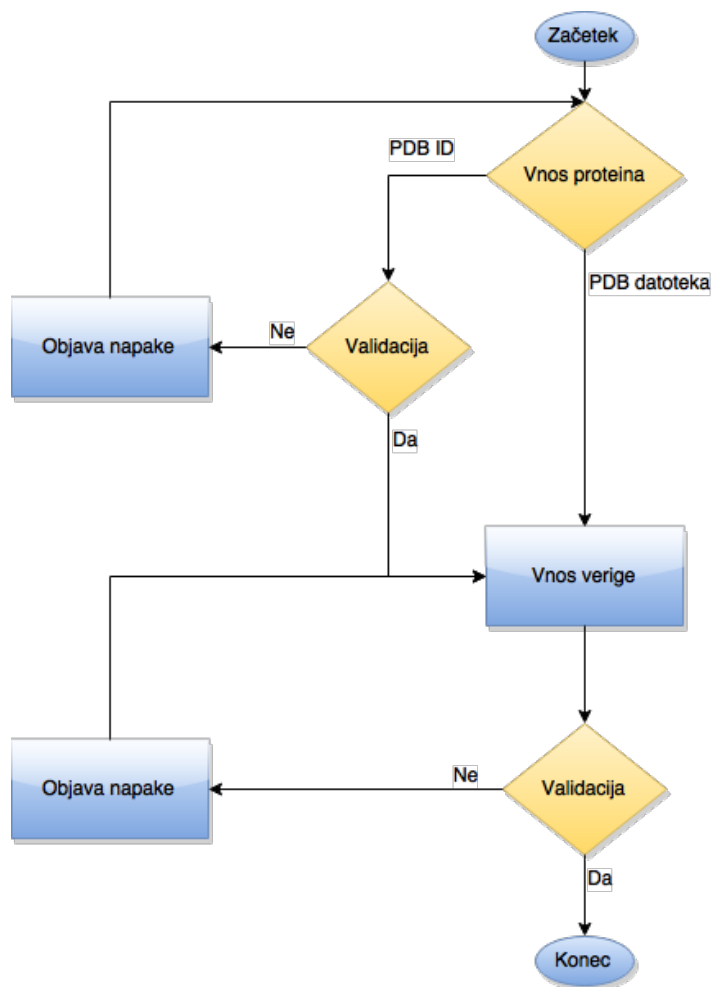 Začetek
Vnos proteina
PDB ID
PDB datoteka
Validacija
Ne
Objava napake
Da
Vnos verige
Validacija
Ne
Objava napake
Da
Konec